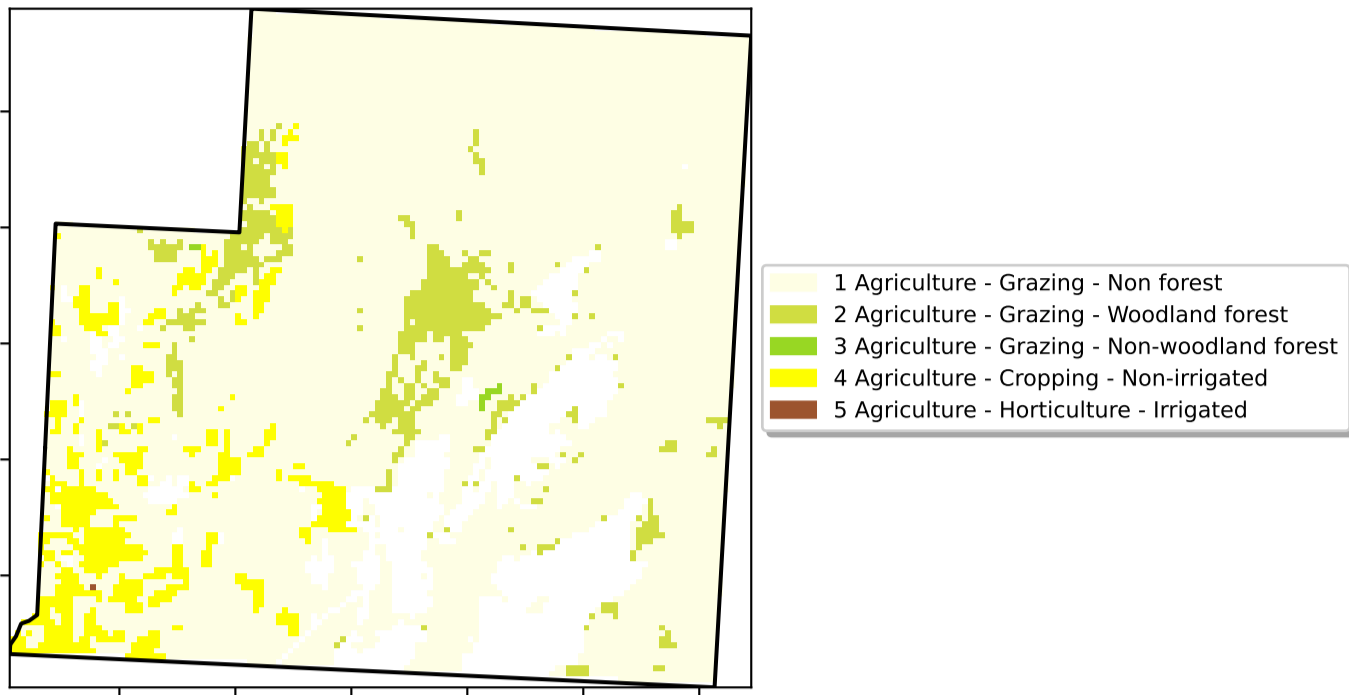 1 Agriculture - Grazing - Non forest
2 Agriculture - Grazing - Woodland forest
3 Agriculture - Grazing - Non-woodland forest
4 Agriculture - Cropping - Non-irrigated
5 Agriculture - Horticulture - Irrigated